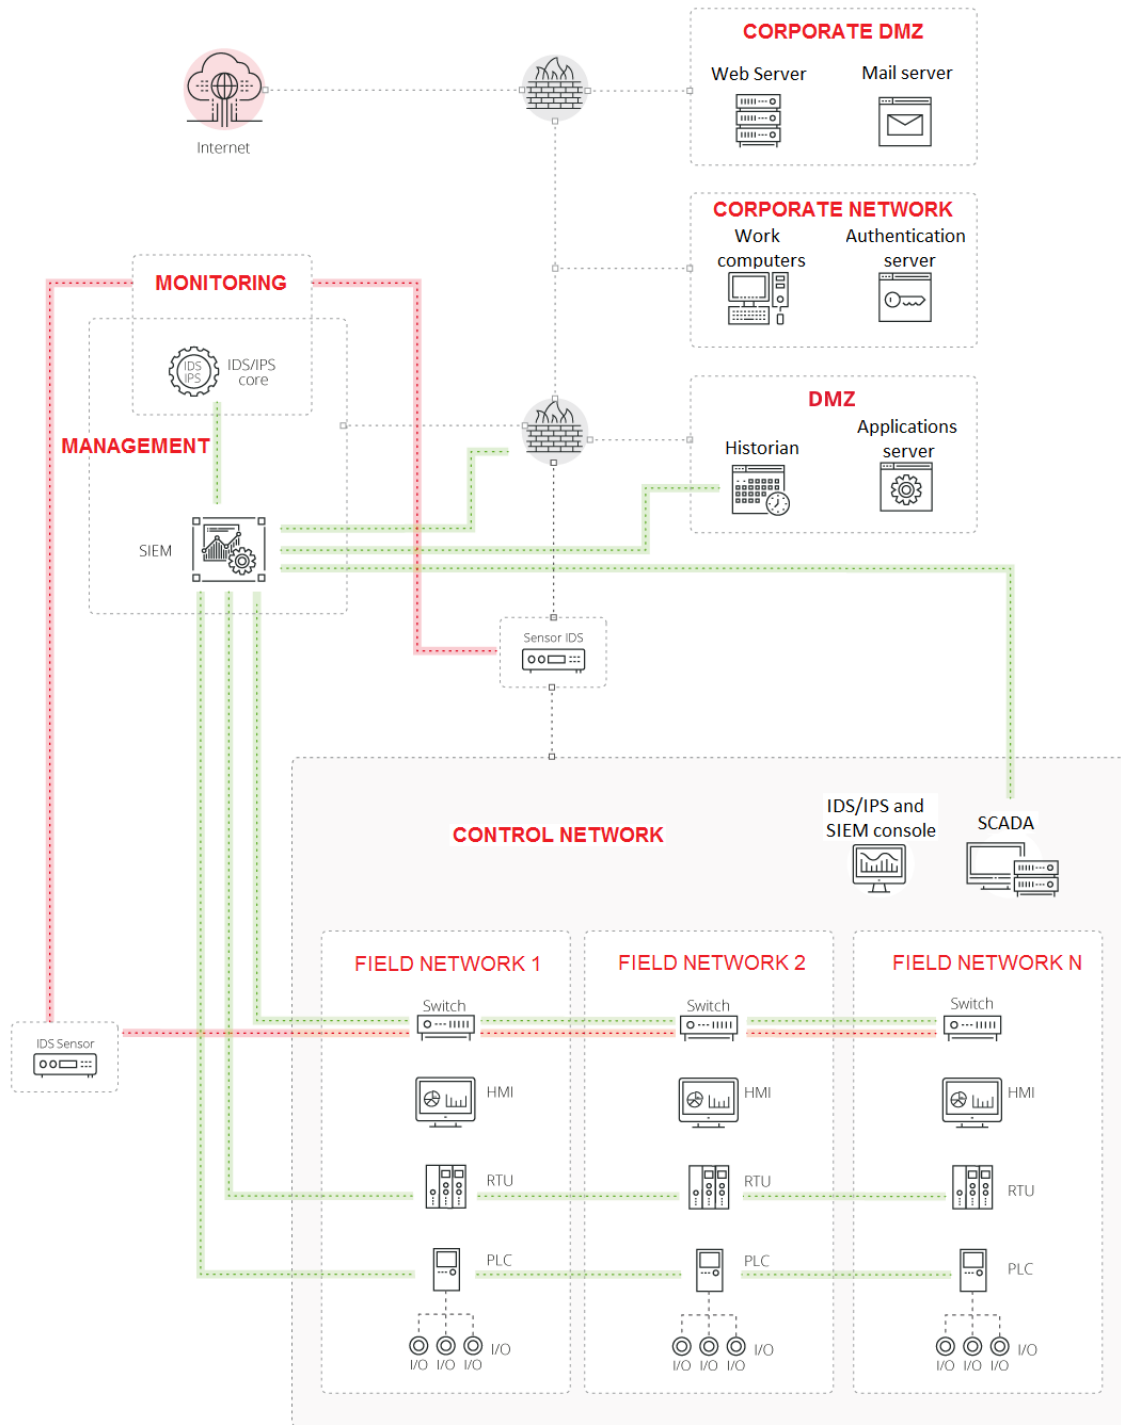 CORPORATE DMZ
Web Server
Mail server
Internet
CORPORATE NETWORK
Work
computers
Authentication
server
MONITORING
IDS
IPS
IDS/IPS
core
MANAGEMENT
DMZ
Historian
Applications
server
SIEM
Sensor IDS
CONTROL NETWORK
IDS/IPS and
SIEM console
SCADA
FIELD NETWORK 1
FIELD NETWORK 2
FIELD NETWORK N
Switch
Switch
Switch
IDS Sensor
HMI
HMI
HMI
RTU
RTU
RTU
PLC
PLC
PLC
I/O
I/O
I/O
I/O
I/O
I/O
I/O
I/O
I/O
I/O
I/O
I/O